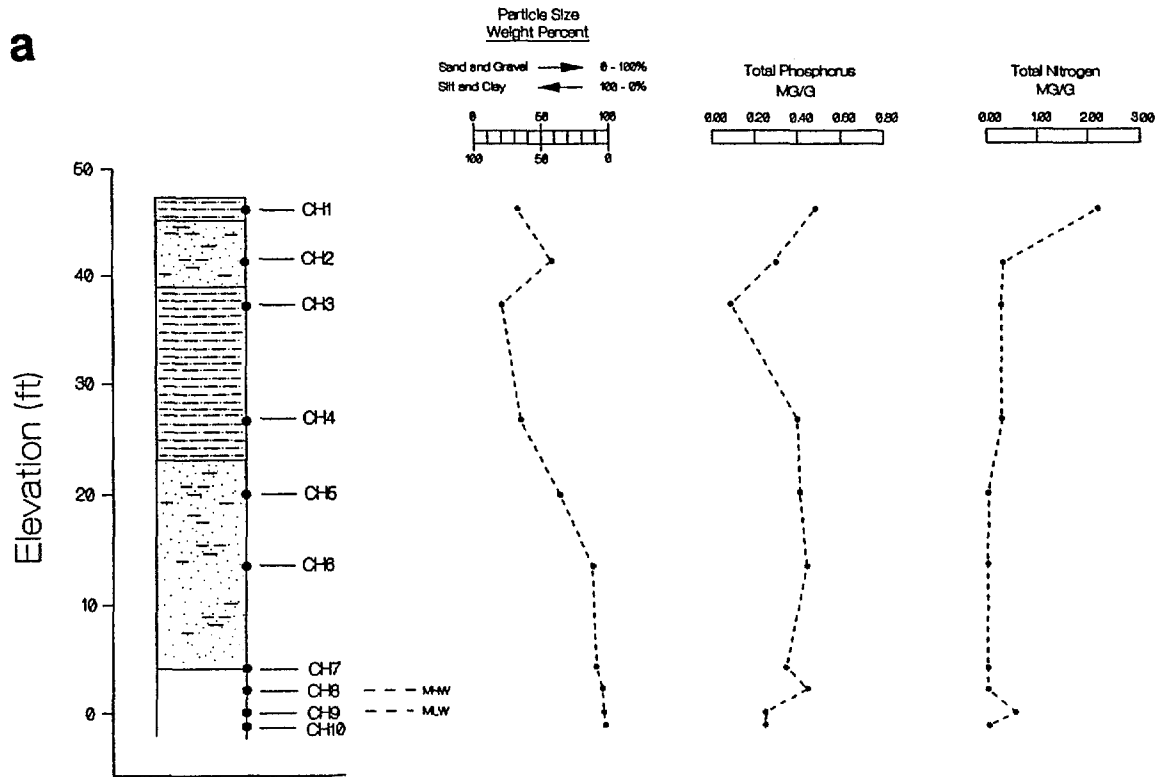 a
Particle Size
Weight Percent
Sand and Gravel 0 - 100%
Silt and Clay 100 - 0%
0 50 100
100 50 0
Total Phosphorus
MG/G
0.00 0.20 0.40 0.60 0.80
Total Nitrogen
MG/G
0.00 1.00 2.00 3.00
Elevation (ft)
50
40
30
20
10
0
CH1
CH2
CH3
CH4
CH5
CH6
CH7
CH8 MHW
CH9 MLW
CH10